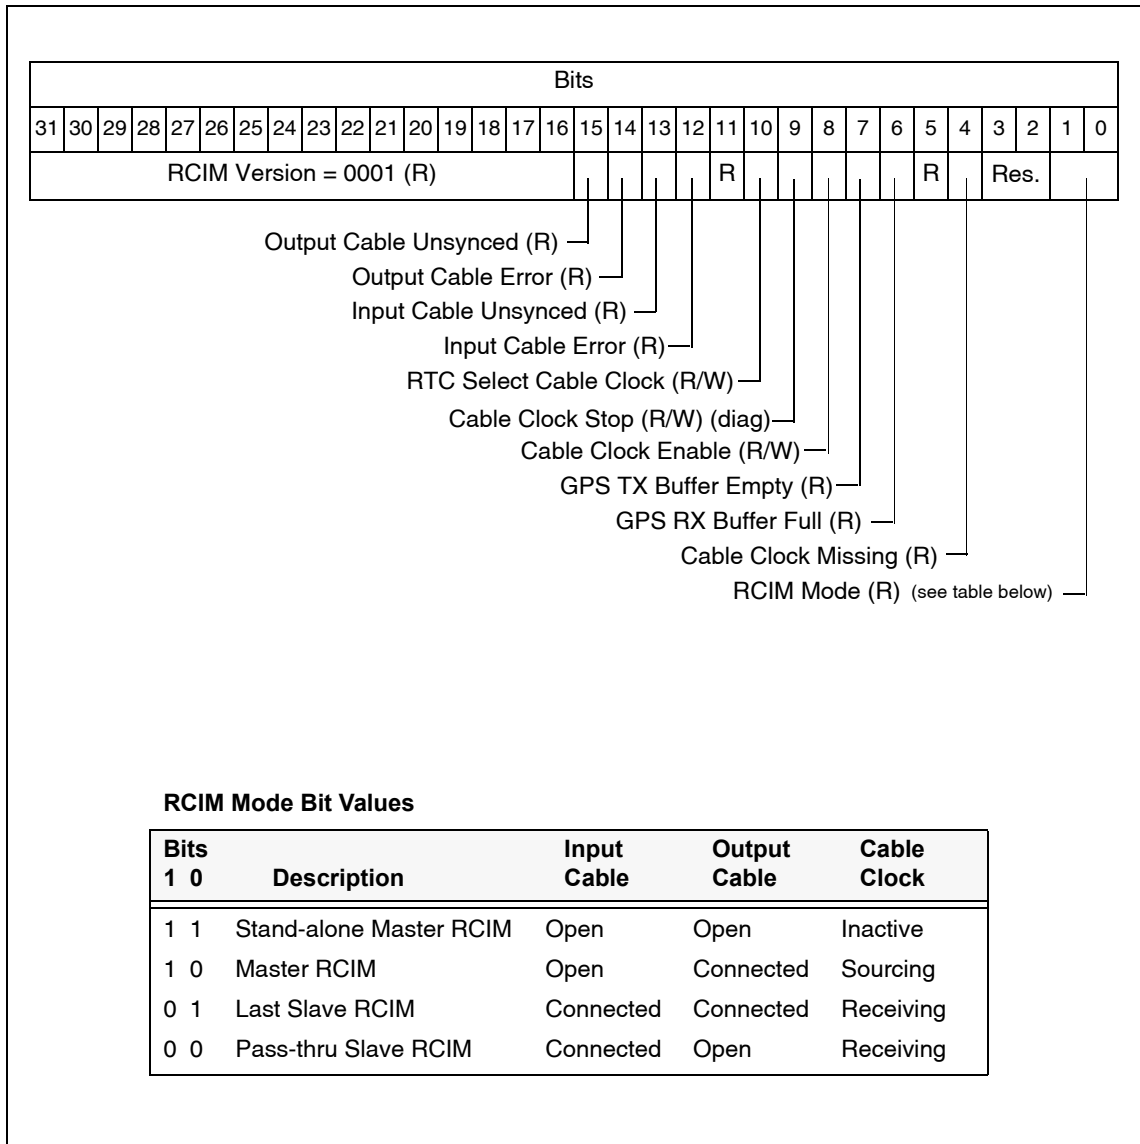 Bits
31 30 29 28 27 26 25 24 23 22 21 20 19 18 17 16 15 14 13 12 11 10 9 8 7 6 5 4 3 2 1 0
RCIM Version = 0001 (R) R R Res.
Output Cable Unsynced (R)
Output Cable Error (R)
Input Cable Unsynced (R)
Input Cable Error (R)
RTC Select Cable Clock (R/W)
Cable Clock Stop (R/W) (diag)
Cable Clock Enable (R/W)
GPS TX Buffer Empty (R)
GPS RX Buffer Full (R)
Cable Clock Missing (R)
RCIM Mode (R) (see table below)
RCIM Mode Bit Values
Bits Input Output Cable
1 0 Description Cable Cable Clock
1 1 Stand-alone Master RCIM Open Open Inactive
1 0 Master RCIM Open Connected Sourcing
0 1 Last Slave RCIM Connected Connected Receiving
0 0 Pass-thru Slave RCIM Connected Open Receiving